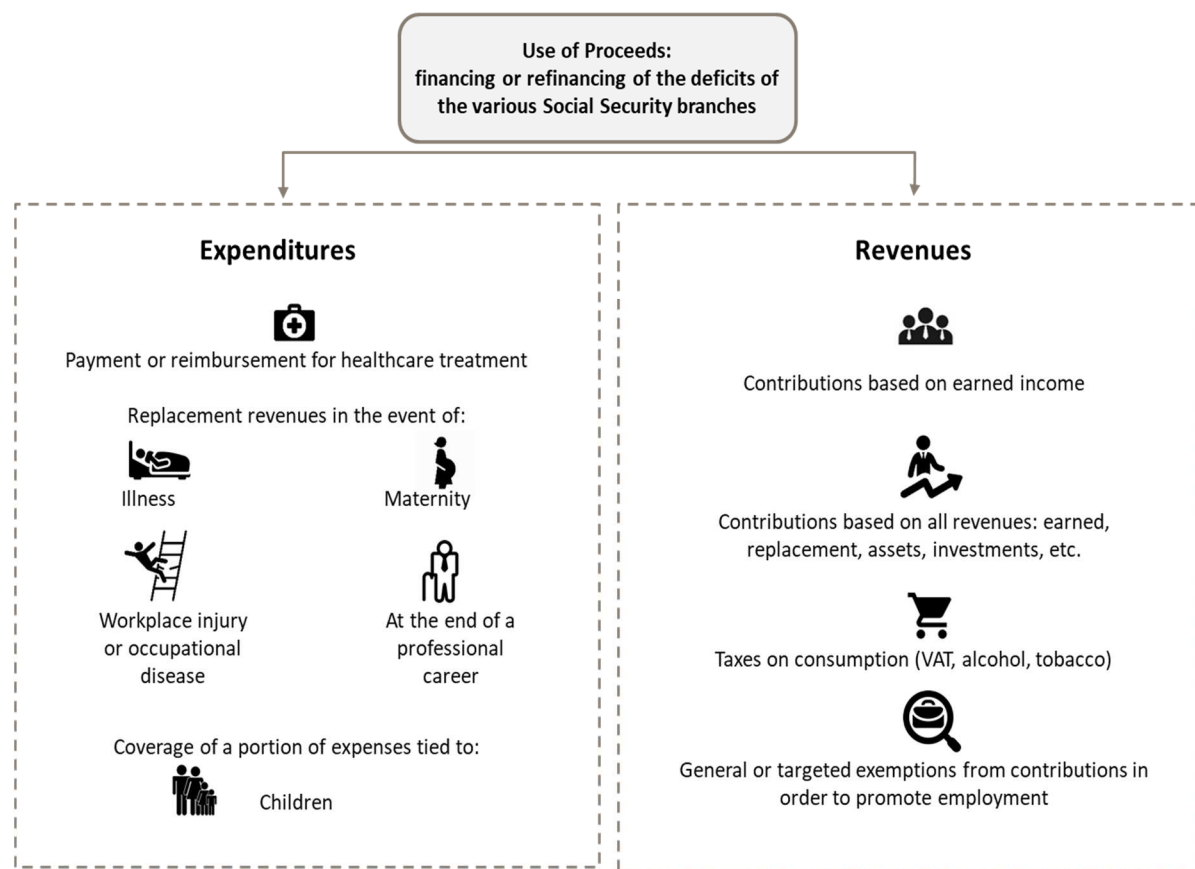 Use of Proceeds:
financing or refinancing of the deficits of
the various Social Security branches
Expenditures
Payment or reimbursement for healthcare treatment
Replacement revenues in the event of:
Illness
Maternity
Workplace injury
or occupational
disease
At the end of a
professional
career
Coverage of a portion of expenses tied to:
Children
Revenues
Contributions based on earned income
Contributions based on all revenues: earned,
replacement, assets, investments, etc.
Taxes on consumption (VAT, alcohol, tobacco)
General or targeted exemptions from contributions in
order to promote employment